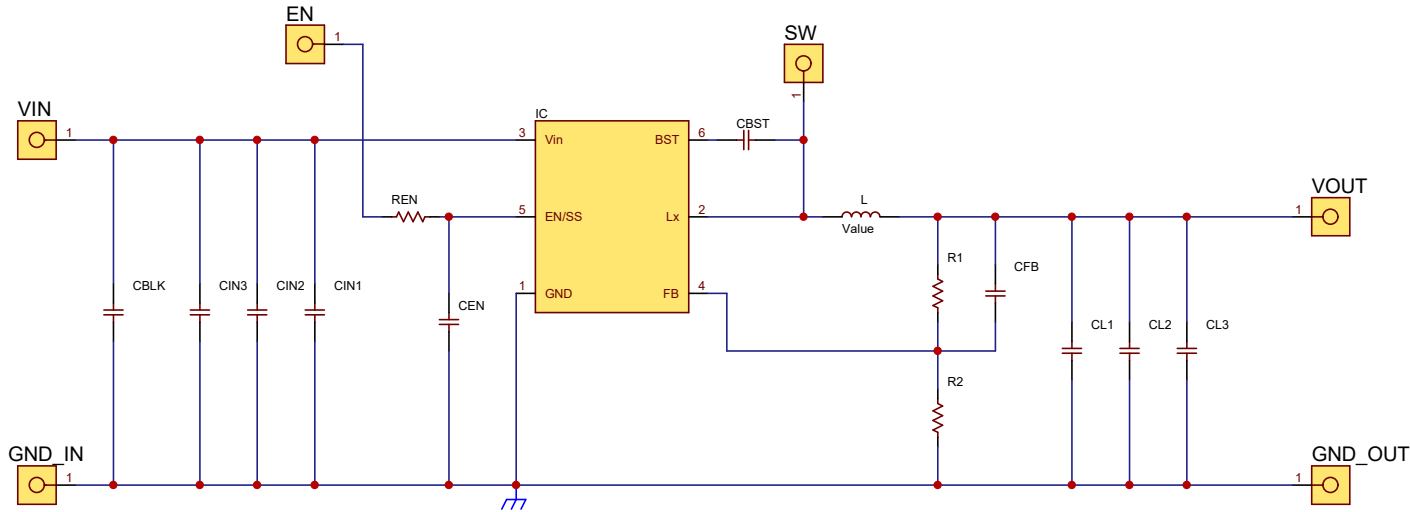 EN
1
SW
1
VIN
1
IC
3
Vin
BST
6
CBST
REN
5
EN/SS
Lx
2
L
Value
VOUT
1
R1
CFB
CBLK
CIN3
CIN2
CIN1
CEN
1
GND
FB
4
CL1
CL2
CL3
R2
GND_IN
1
GND_OUT
1